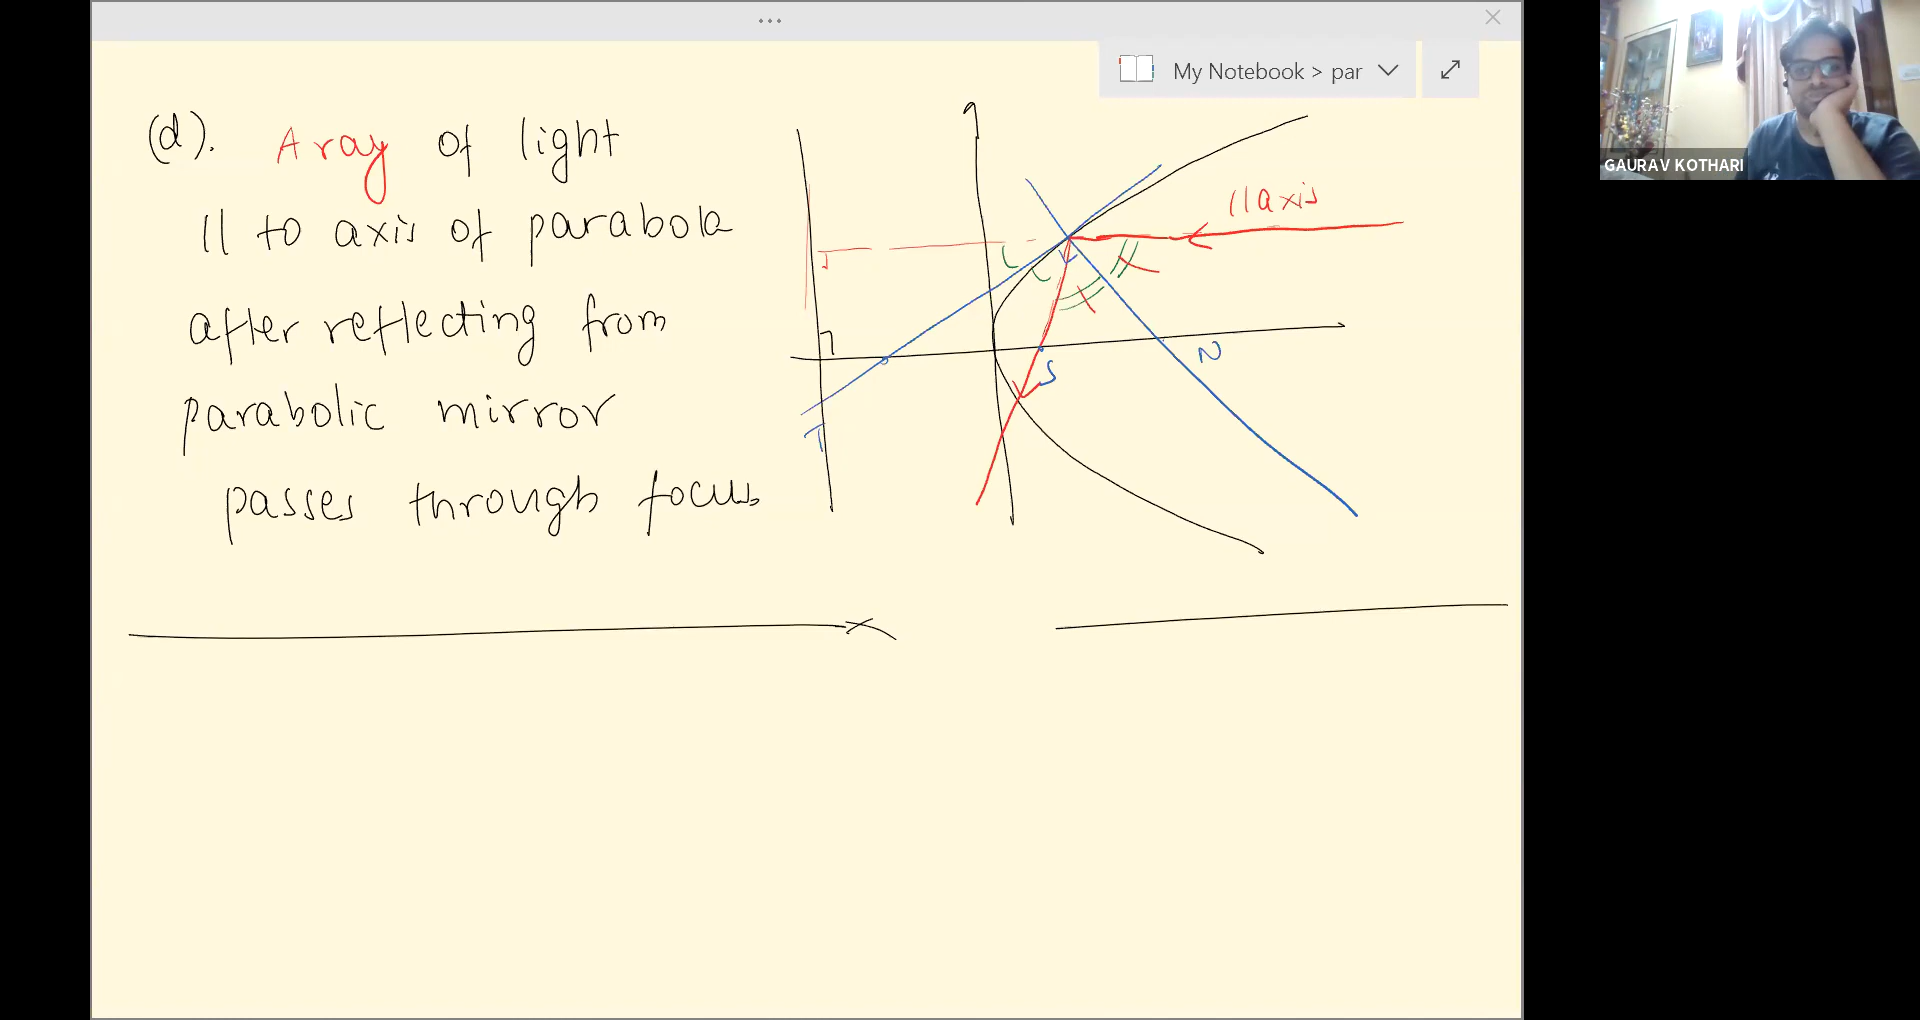 My Notebook > par
GAURAV KOTHARI
(d). A ray of light
|| to axis of parabola
after reflecting from
parabolic mirror
passes through focus
|| axis
S
N
T